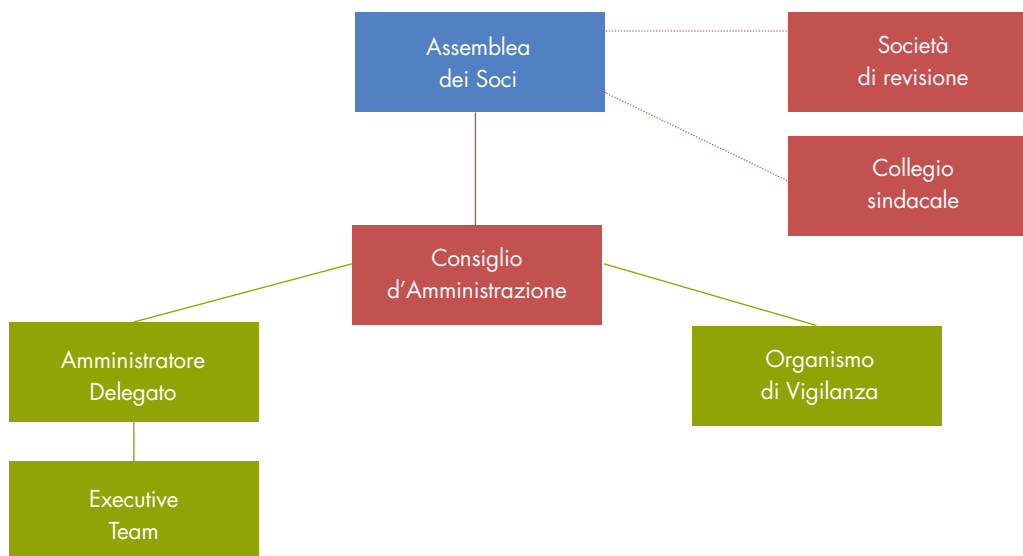 Assemblea
dei Soci
Società
di revisione
Collegio
sindacale
Consiglio
d’Amministrazione
Amministratore
Delegato
Organismo
di Vigilanza
Executive
Team